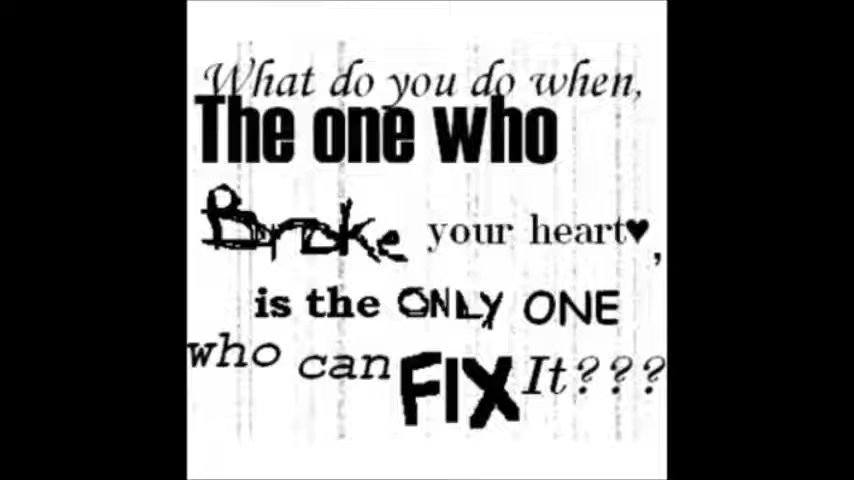 What do you do when,
The one who
Broke your heart♥,
is the ONLY ONE
who can FIX It???